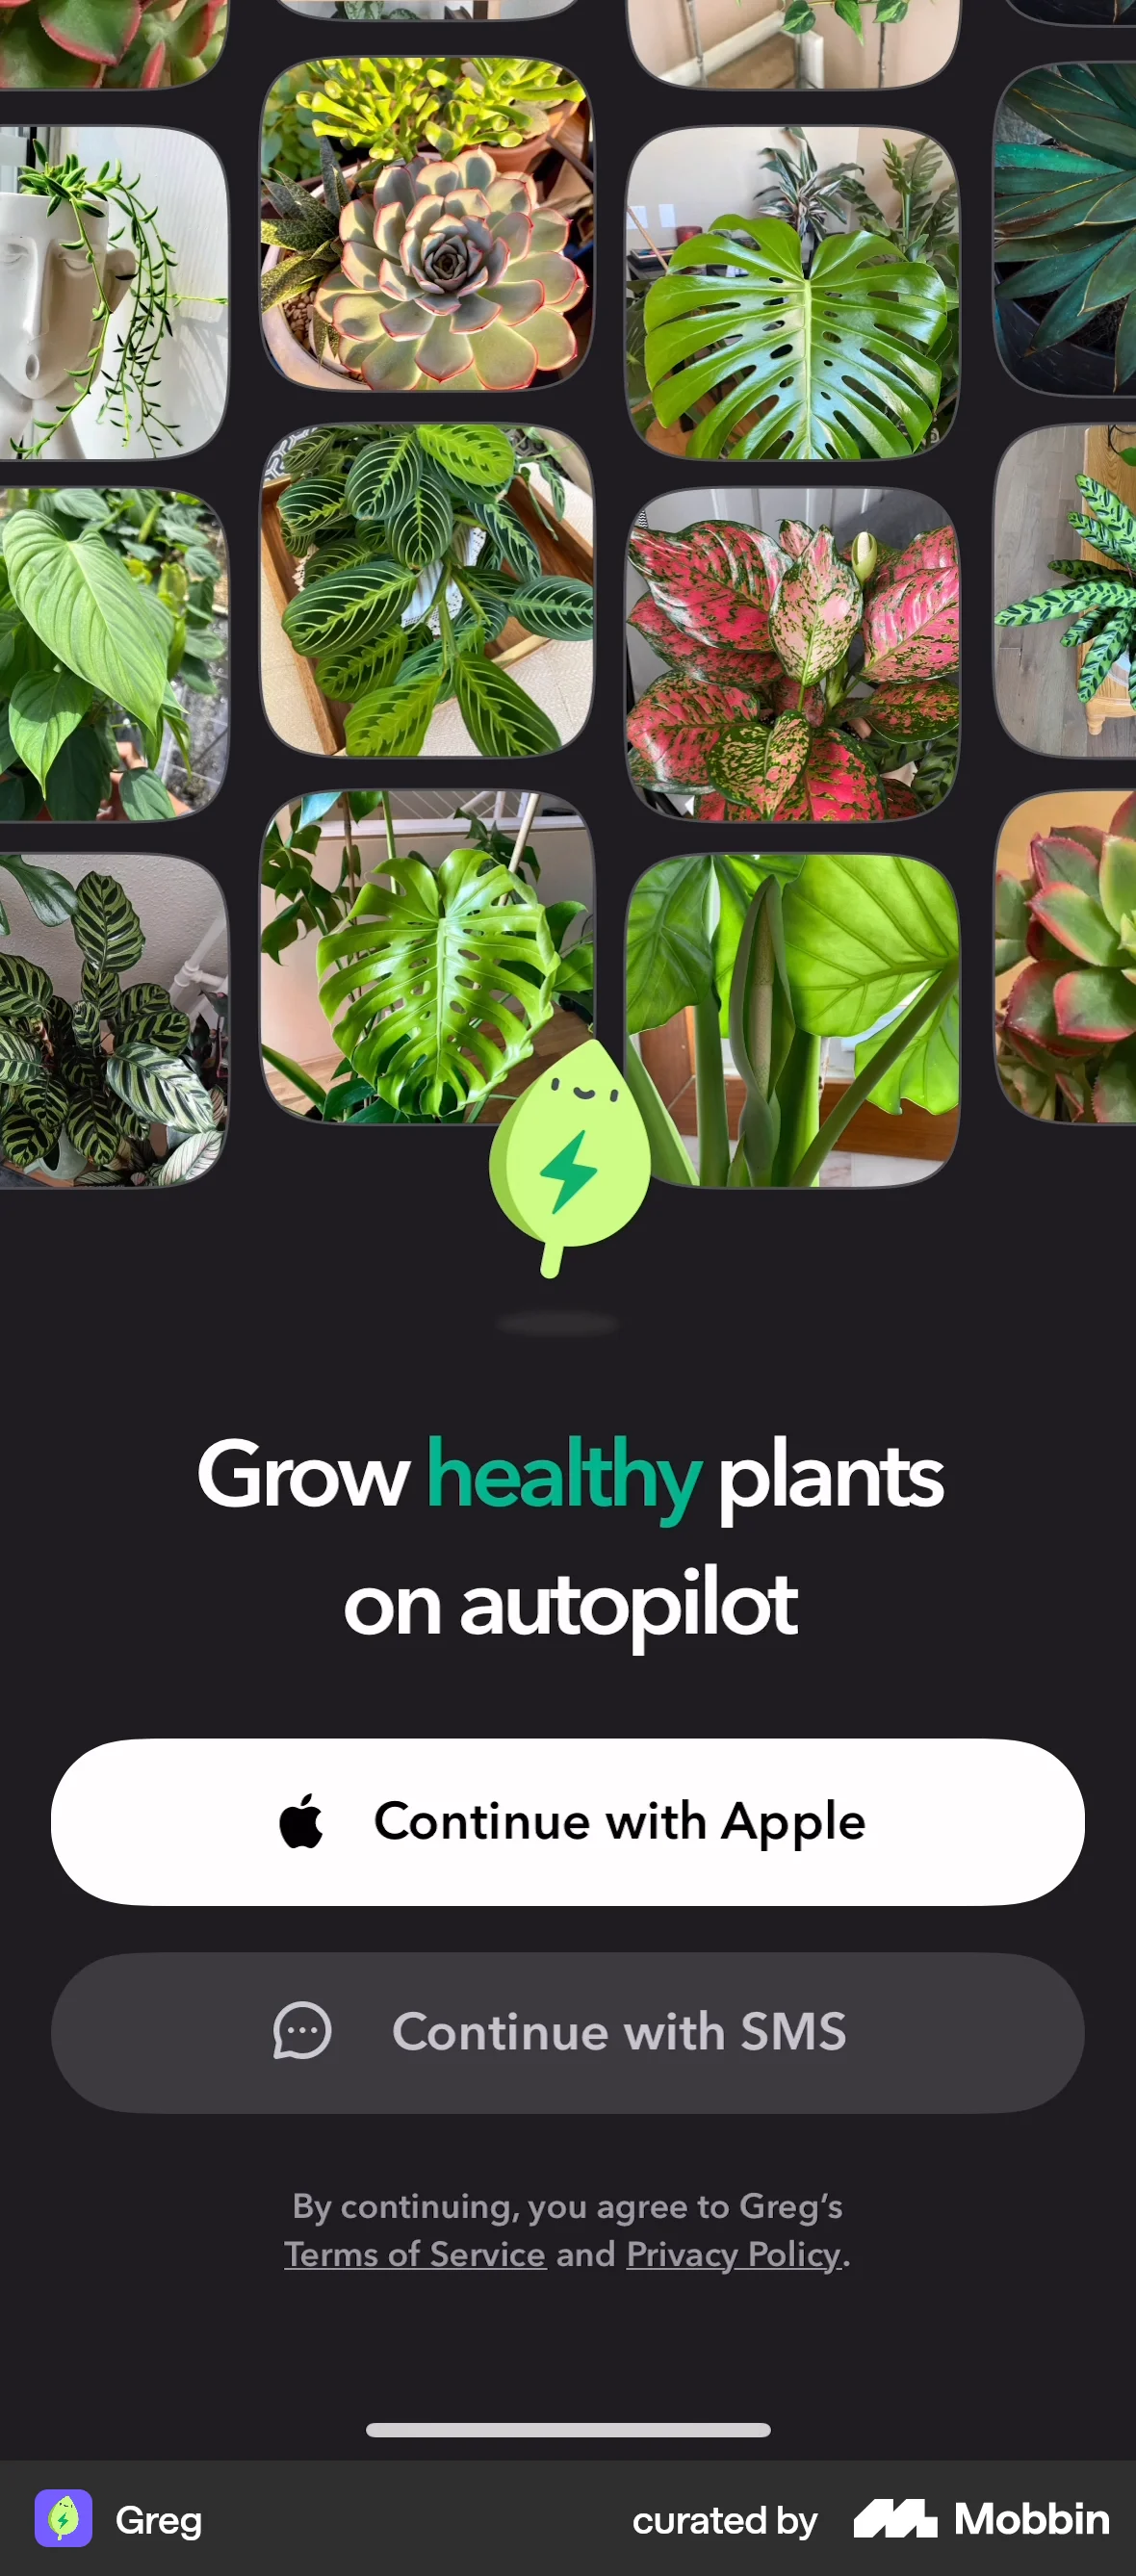 Grow healthy plants
on autopilot
Continue with Apple
Continue with SMS
By continuing, you agree to Greg’s
Terms of Service and Privacy Policy.
Greg
curated by Mobbin